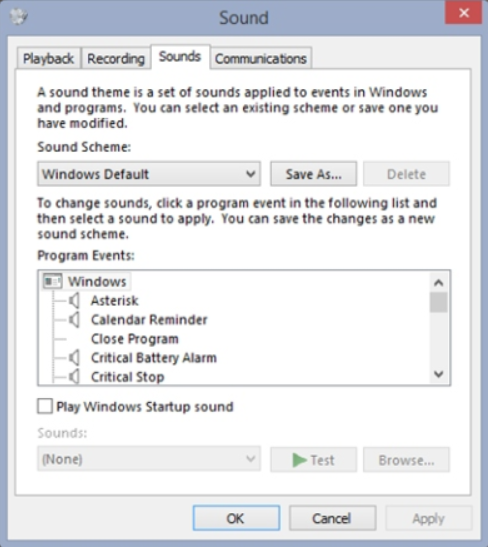 Sound
Playback Recording Sounds Communications
A sound theme is a set of sounds applied to events in Windows
and programs. You can select an existing scheme or save one you
have modified.
Sound Scheme:
Windows Default Save As... Delete
To change sounds, click a program event in the following list and
then select a sound to apply. You can save the changes as a new
sound scheme.
Program Events:
Windows
Asterisk
Calendar Reminder
Close Program
Critical Battery Alarm
Critical Stop
Play Windows Startup sound
Sounds:
(None) Test Browse...
OK Cancel Apply